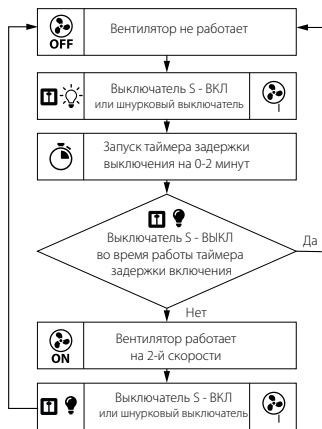 OFF
Вентилятор не работает
Выключатель S - ВКЛ
или шнурковый выключатель
Запуск таймера задержки
выключения на 0-2 минут
Выключатель S - ВЫКЛ
во время работы таймера
задержки включения
Да
Нет
ON
Вентилятор работает
на 2-й скорости
Выключатель S - ВКЛ
или шнурковый выключатель